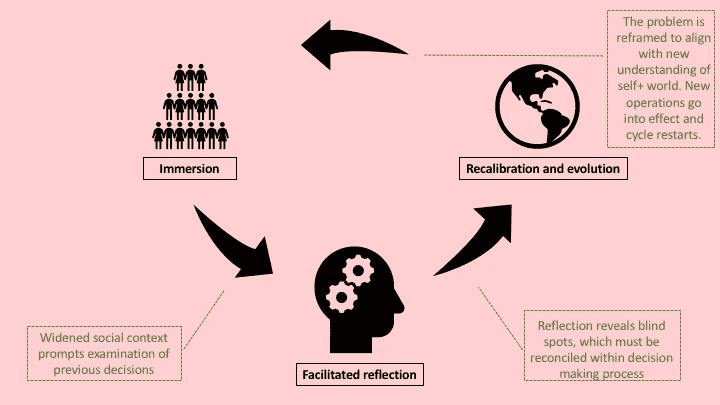 The problem is
reframed to align
with new
understanding of
self+ world. New
operations go
into effect and
cycle restarts.
Immersion
Recalibration and evolution
Widened social context
prompts examination of
previous decisions
Facilitated reflection
Reflection reveals blind
spots, which must be
reconciled within decision
making process